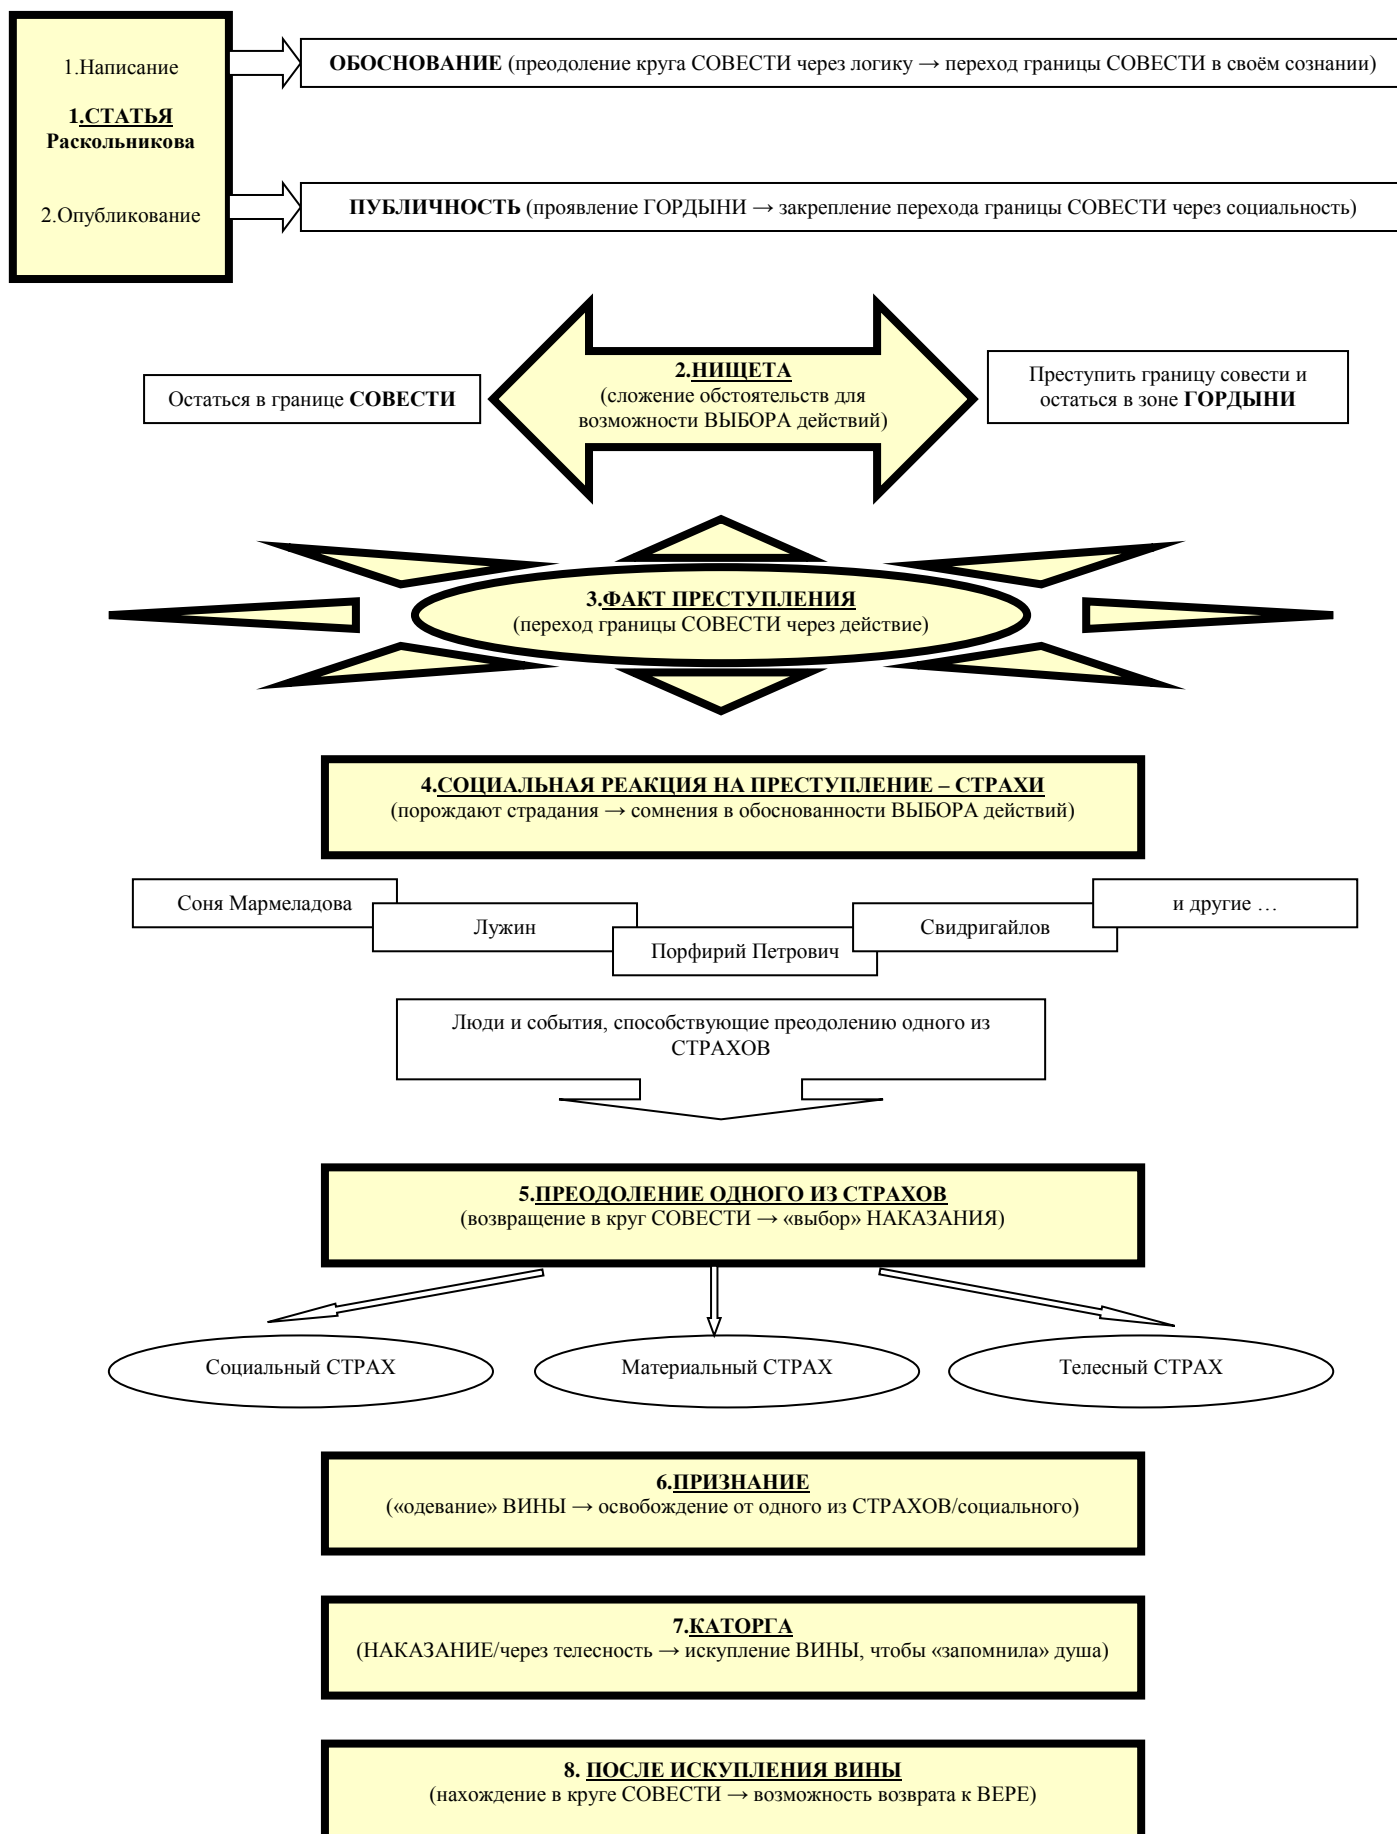 1.Написание
ОБОСНОВАНИЕ (преодоление круга СОВЕСТИ через логику → переход границы СОВЕСТИ в своём сознании)
1.СТАТЬЯ
Раскольникова
2.Опубликование
ПУБЛИЧНОСТЬ (проявление ГОРДЫНИ → закрепление перехода границы СОВЕСТИ через социальность)
Остаться в границе СОВЕСТИ
2.НИЩЕТА
(сложение обстоятельств для
возможности ВЫБОРА действий)
Преступить границу совести и
остаться в зоне ГОРДЫНИ
3.ФАКТ ПРЕСТУПЛЕНИЯ
(переход границы СОВЕСТИ через действие)
4.СОЦИАЛЬНАЯ РЕАКЦИЯ НА ПРЕСТУПЛЕНИЕ – СТРАХИ
(порождают страдания → сомнения в обоснованности ВЫБОРА действий)
Соня Мармеладова
Лужин
Порфирий Петрович
Свидригайлов
и другие …
Люди и события, способствующие преодолению одного из
СТРАХОВ
5.ПРЕОДОЛЕНИЕ ОДНОГО ИЗ СТРАХОВ
(возвращение в круг СОВЕСТИ → «выбор» НАКАЗАНИЯ)
Социальный СТРАХ
Материальный СТРАХ
Телесный СТРАХ
6.ПРИЗНАНИЕ
(«одевание» ВИНЫ → освобождение от одного из СТРАХОВ/социального)
7.КАТОРГА
(НАКАЗАНИЕ/через телесность → искупление ВИНЫ, чтобы «запомнила» душа)
8. ПОСЛЕ ИСКУПЛЕНИЯ ВИНЫ
(нахождение в круге СОВЕСТИ → возможность возврата к ВЕРЕ)